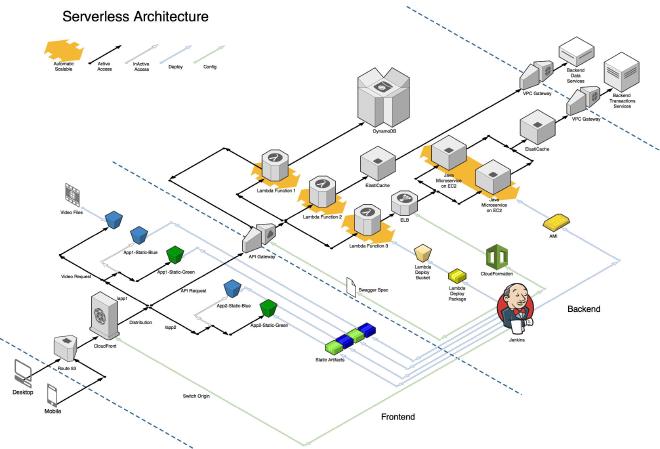 Serverless Architecture
Automatic
Scalable
Active
Access
InActive
Access
Deploy
Config
Backend
Data
Services
VPC Gateway
Backend
Transactions
Services
VPC Gateway
DynamoDB
ElastiCache
Java
Microservice
on EC2
Java
Microservice
on EC2
ElastiCache
Lambda Function 1
Lambda Function 2
Lambda Function 3
ELB
AMI
Video Files
App1-Static-Blue
App1-Static-Green
API Gateway
Lambda
Deploy
Bucket
Lambda
Deploy
Package
CloudFormation
Swagger Spec
Video Request
API Request
App2-Static-Blue
App2-Static-Green
/app1
Distribution
/app2
CloudFront
Static Artifacts
Jenkins
Backend
Route 53
Desktop
Mobile
Switch Origin
Frontend